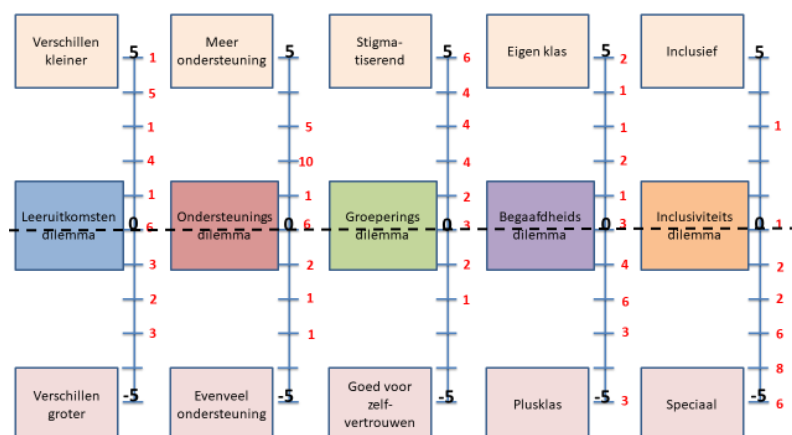 Verschillen
kleiner
5
1
5
1
4
1
Leeruitkomsten
dilemma
0
6
3
2
3
Verschillen
groter
-5
Meer
ondersteuning
5
5
10
1
Ondersteunings
dilemma
0
6
2
1
1
Evenveel
ondersteuning
-5
Stigma-
tiserend
5
6
4
4
4
2
Groeperings
dilemma
0
3
2
1
Goed voor
zelf-
vertrouwen
-5
Eigen klas
5
2
1
1
2
1
Begaafdheids
dilemma
0
3
4
6
3
Plusklas
-5
3
Inclusief
5
1
Inclusiviteits
dilemma
0
1
2
2
6
8
Speciaal
-5
6